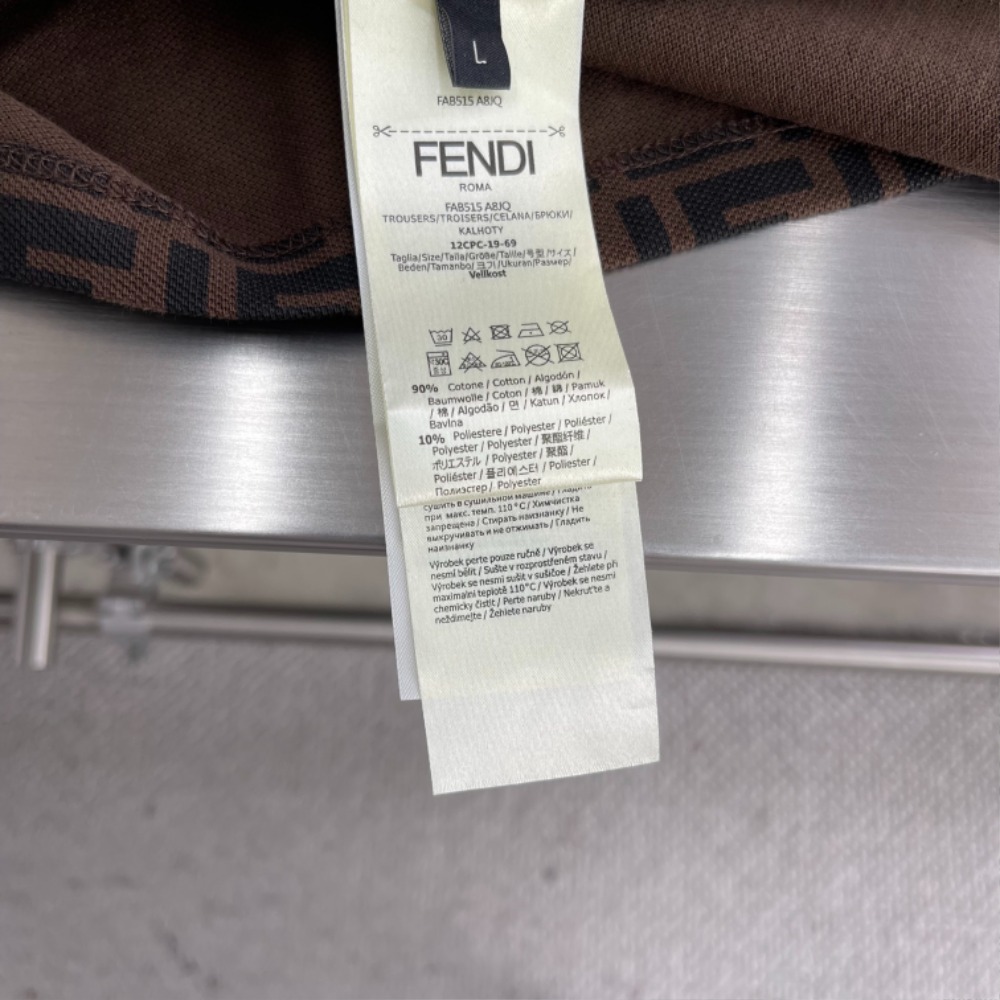 L
FAB515 A8JQ
FENDI
ROMA
FAB515 A8JQ
TROUSERS/TROISERS/CELANA/БРЮКИ/
KALHOTY
12CPC-19-69
Taglia/Size/Talla/Größe/Taille/号型/サイズ/
Beden/Tamanho/크기/Ukuran/Размер/
Velikost
30
90% Cotone / Cotton / Algodón /
Baumwolle / Coton / 棉 / 綿 / Pamuk
/ 棉 / Algodão / 면 / Katun / Хлопок /
Bavlna
10% Poliestere / Polyester / Poliéster /
Polyester / Polyester / 聚酯纤维 /
ポリエステル / Polyester / 聚酯 /
Poliéster / 폴리에스터 / Poliester /
Полиэстер / Polyester
сушить в сушильной машине / Гладить
при макс. темп. 110°C / Химчистка
запрещена / Стирать наизнанку / Не
выкручивать и не отжимать / Гладить
наизнанку
Výrobek perte pouze ručně / Výrobek se
nesmí bělit / Sušte v rozprostřeném stavu /
Výrobek se nesmí sušit v sušičce / Žehlete při
maximální teplotě 110°C / Výrobek se nesmí
chemicky čistit / Perte naruby / Nekruťte a
neždímejte / Žehlete naruby